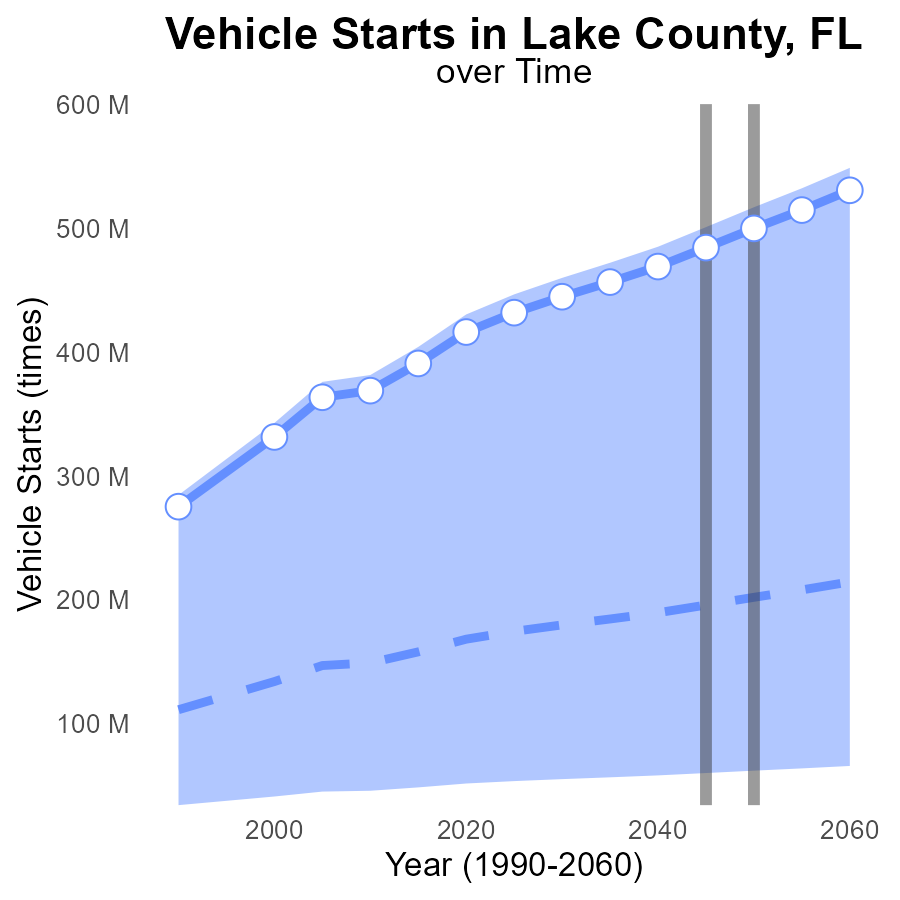 Vehicle Starts in Lake County, FL
over Time
600 M
500 M
400 M
300 M
200 M
100 M
Vehicle Starts (times)
2000 2020 2040 2060
Year (1990-2060)